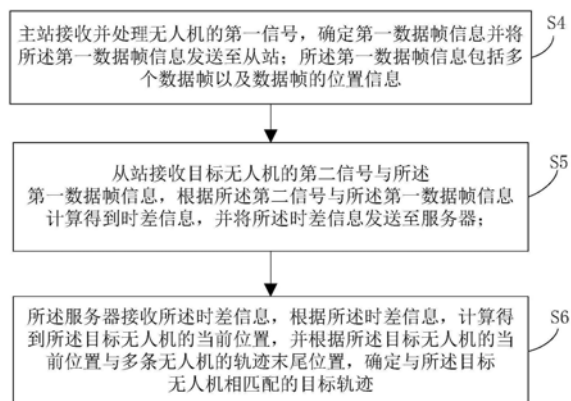 主站接收并处理无人机的第一信号，确定第一数据帧信息并将
所述第一数据帧信息发送至从站；所述第一数据帧信息包括多
个数据帧以及数据帧的位置信息
S4
从站接收目标无人机的第二信号与所述
第一数据帧信息，根据所述第二信号与所述第一数据帧信息
计算得到时差信息，并将所述时差信息发送至服务器；
S5
所述服务器接收所述时差信息，根据所述时差信息，计算得
到所述目标无人机的当前位置，并根据所述目标无人机的当
前位置与多条无人机的轨迹末尾位置，确定与所述目标
无人机相匹配的目标轨迹
S6